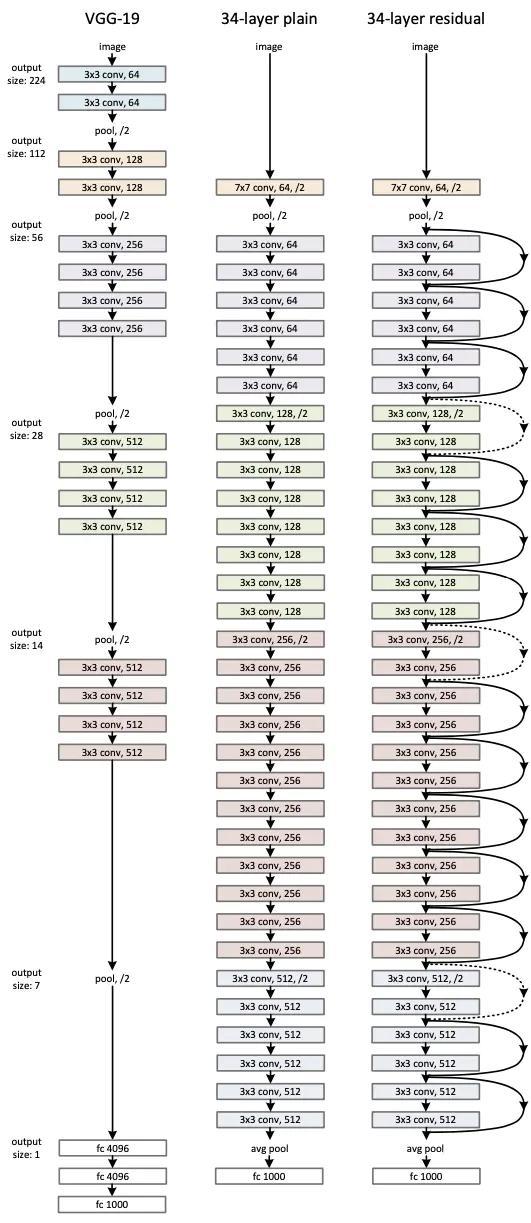 VGG-19
image
output
size: 224
3x3 conv, 64
3x3 conv, 64
pool, /2
output
size: 112
3x3 conv, 128
3x3 conv, 128
pool, /2
output
size: 56
3x3 conv, 256
3x3 conv, 256
3x3 conv, 256
3x3 conv, 256
pool, /2
output
size: 28
3x3 conv, 512
3x3 conv, 512
3x3 conv, 512
3x3 conv, 512
pool, /2
output
size: 14
3x3 conv, 512
3x3 conv, 512
3x3 conv, 512
3x3 conv, 512
output
size: 7
pool, /2
output
size: 1
fc 4096
fc 4096
fc 1000
34-layer plain
image
7x7 conv, 64, /2
pool, /2
3x3 conv, 64
3x3 conv, 64
3x3 conv, 64
3x3 conv, 64
3x3 conv, 64
3x3 conv, 64
3x3 conv, 128, /2
3x3 conv, 128
3x3 conv, 128
3x3 conv, 128
3x3 conv, 128
3x3 conv, 128
3x3 conv, 128
3x3 conv, 128
3x3 conv, 256, /2
3x3 conv, 256
3x3 conv, 256
3x3 conv, 256
3x3 conv, 256
3x3 conv, 256
3x3 conv, 256
3x3 conv, 256
3x3 conv, 256
3x3 conv, 256
3x3 conv, 256
3x3 conv, 256
3x3 conv, 512, /2
3x3 conv, 512
3x3 conv, 512
3x3 conv, 512
3x3 conv, 512
3x3 conv, 512
avg pool
fc 1000
34-layer residual
image
7x7 conv, 64, /2
pool, /2
3x3 conv, 64
3x3 conv, 64
3x3 conv, 64
3x3 conv, 64
3x3 conv, 64
3x3 conv, 64
3x3 conv, 128, /2
3x3 conv, 128
3x3 conv, 128
3x3 conv, 128
3x3 conv, 128
3x3 conv, 128
3x3 conv, 128
3x3 conv, 128
3x3 conv, 256, /2
3x3 conv, 256
3x3 conv, 256
3x3 conv, 256
3x3 conv, 256
3x3 conv, 256
3x3 conv, 256
3x3 conv, 256
3x3 conv, 256
3x3 conv, 256
3x3 conv, 256
3x3 conv, 256
3x3 conv, 512, /2
3x3 conv, 512
3x3 conv, 512
3x3 conv, 512
3x3 conv, 512
3x3 conv, 512
avg pool
fc 1000